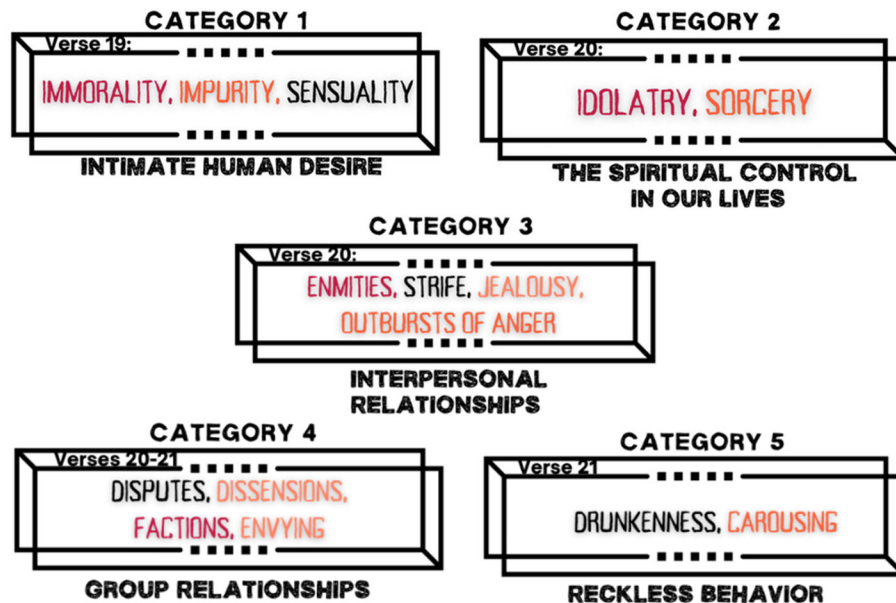 CATEGORY 1
Verse 19:
IMMORALITY, IMPURITY, SENSUALITY
INTIMATE HUMAN DESIRE
CATEGORY 2
Verse 20:
IDOLATRY, SORCERY
THE SPIRITUAL CONTROL
IN OUR LIVES
CATEGORY 3
Verse 20:
ENMITIES, STRIFE, JEALOUSY,
OUTBURSTS OF ANGER
INTERPERSONAL
RELATIONSHIPS
CATEGORY 4
Verses 20-21
DISPUTES, DISSENSIONS,
FACTIONS, ENVYING
GROUP RELATIONSHIPS
CATEGORY 5
Verse 21
DRUNKENNESS, CAROUSING
RECKLESS BEHAVIOR